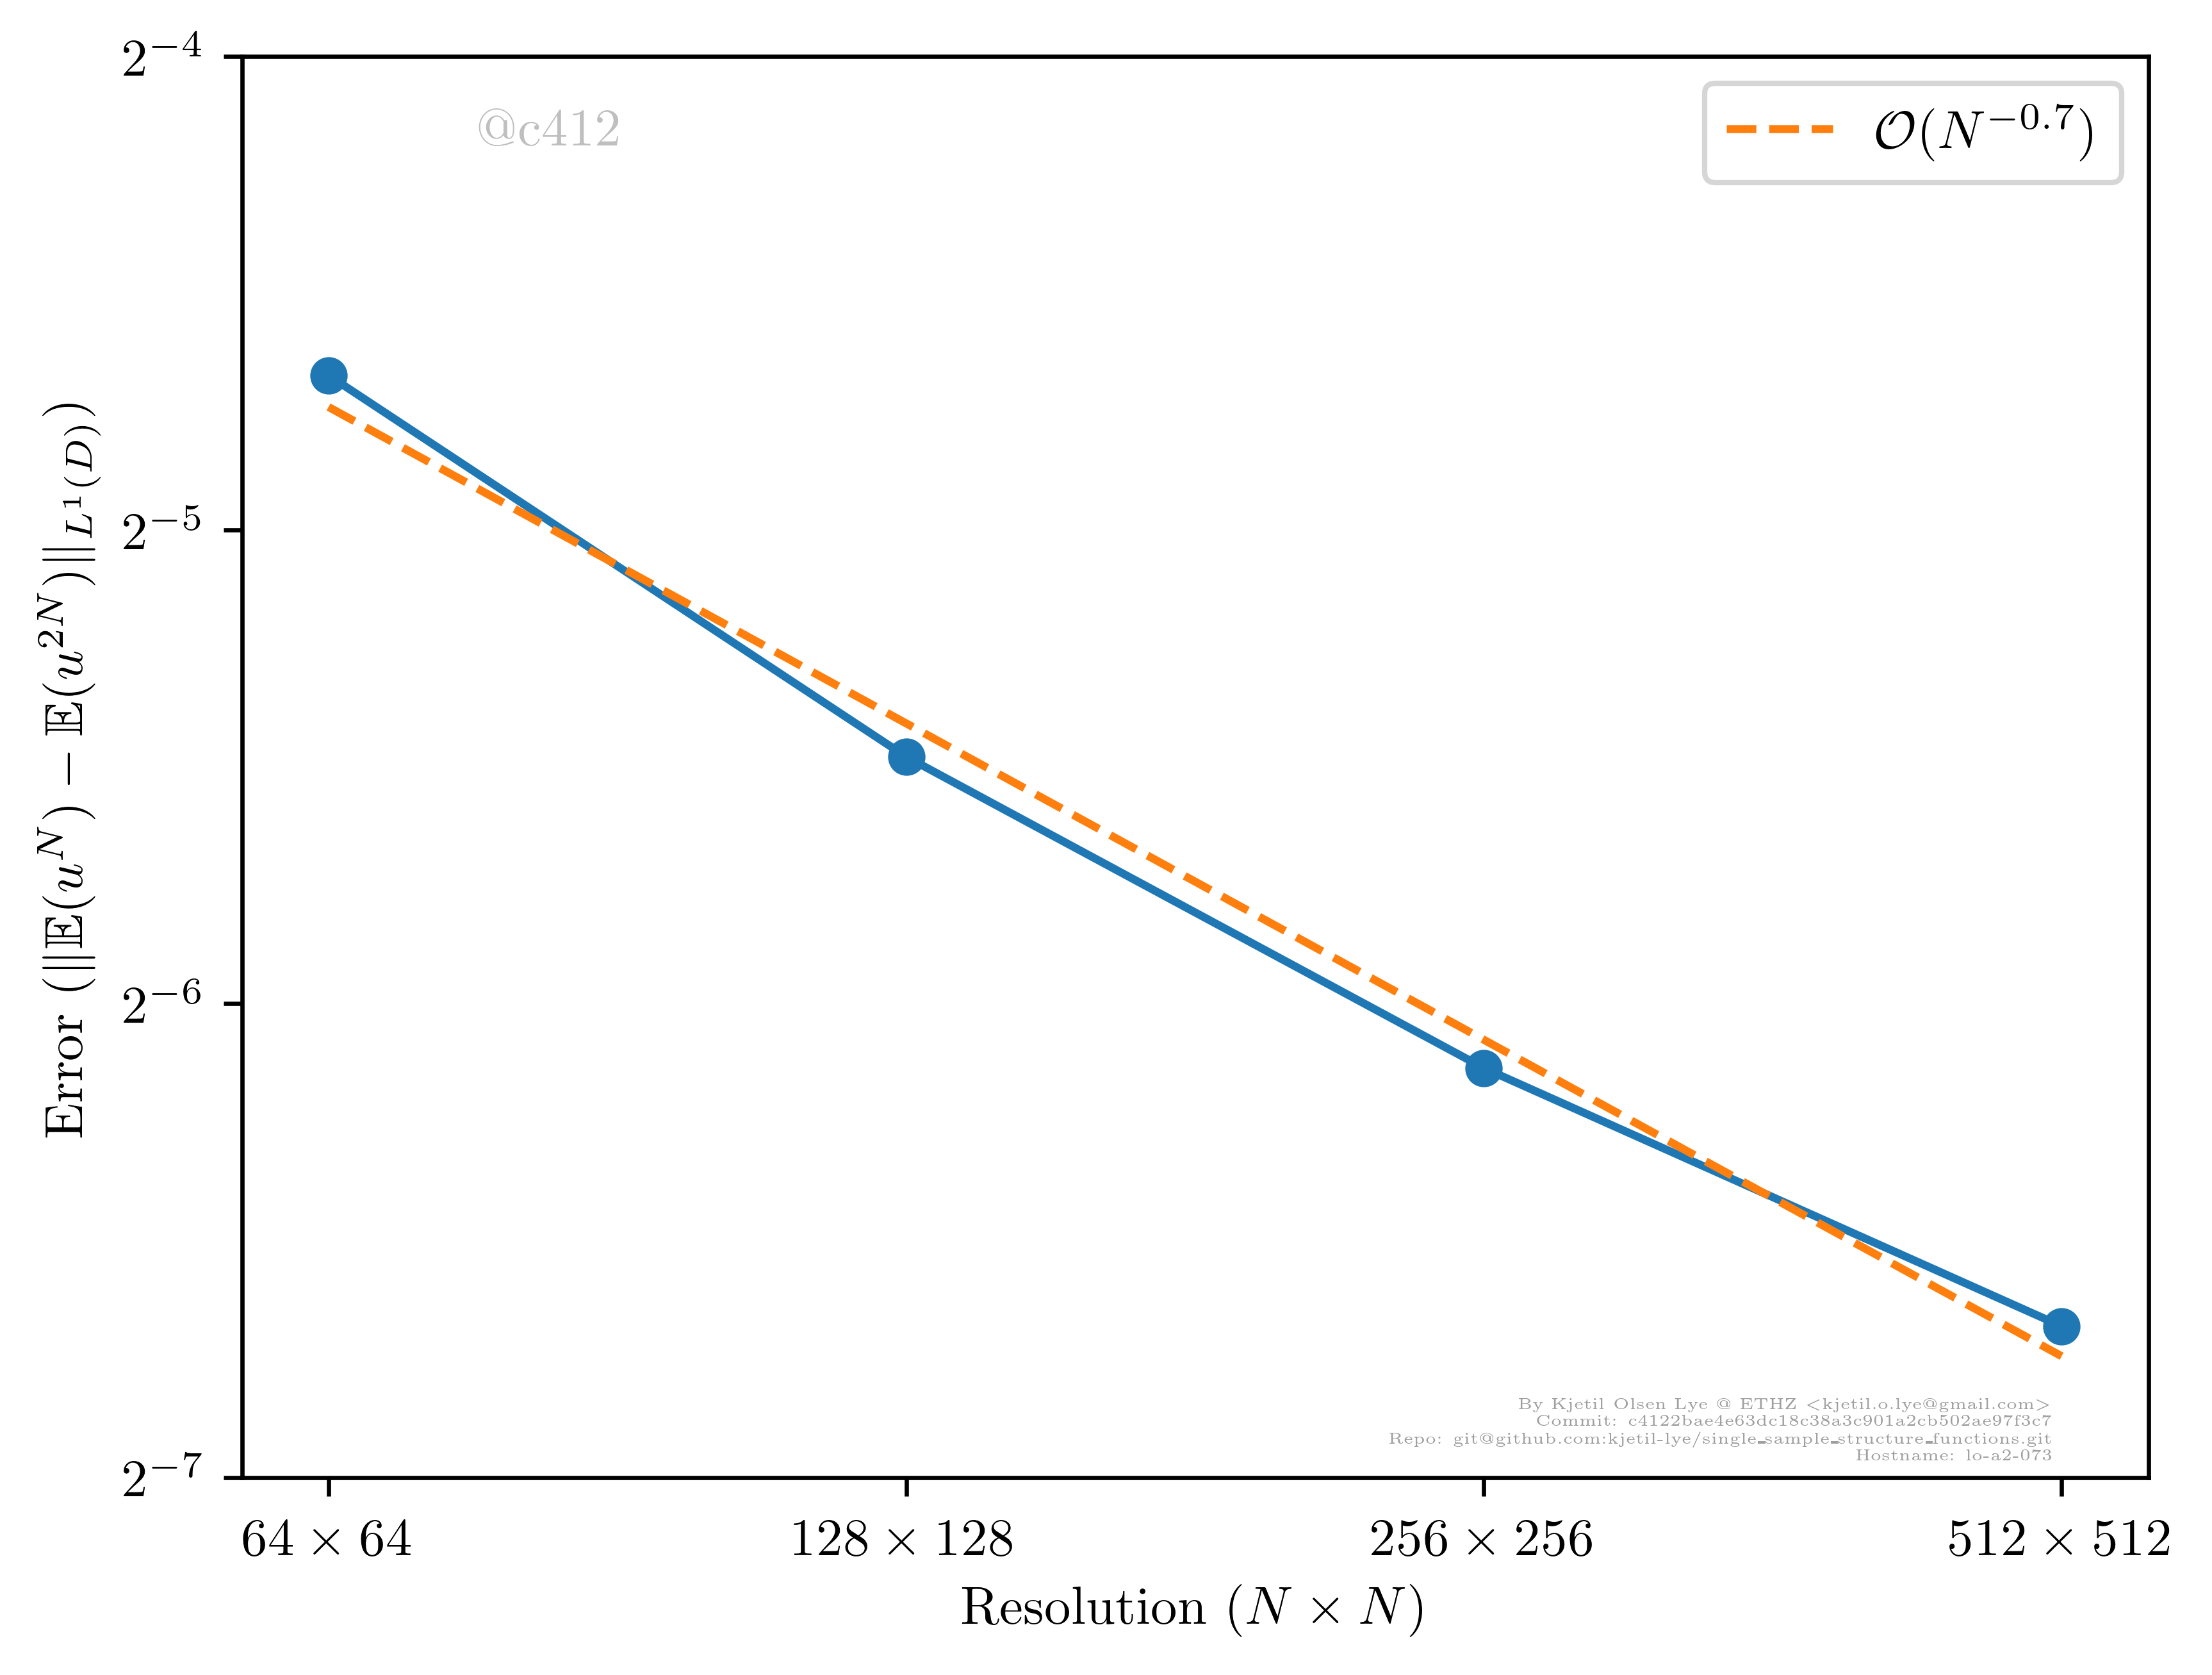 2⁻⁴
@c412
𝒪(N⁻⁰·⁷)
2⁻⁵
2⁻⁶
2⁻⁷
Error (||𝔼(u^N) − 𝔼(u^{2N})||_{L¹(D)})
By Kjetil Olsen Lye @ ETHZ <kjetil.o.lye@gmail.com>
Commit: c4122bae4e63dc18c38a3c901a2cb502ae97f3c7
Repo: git@github.com:kjetil-lye/single_sample_structure_functions.git
Hostname: lo-a2-073
64 × 64 128 × 128 256 × 256 512 × 512
Resolution (N × N)